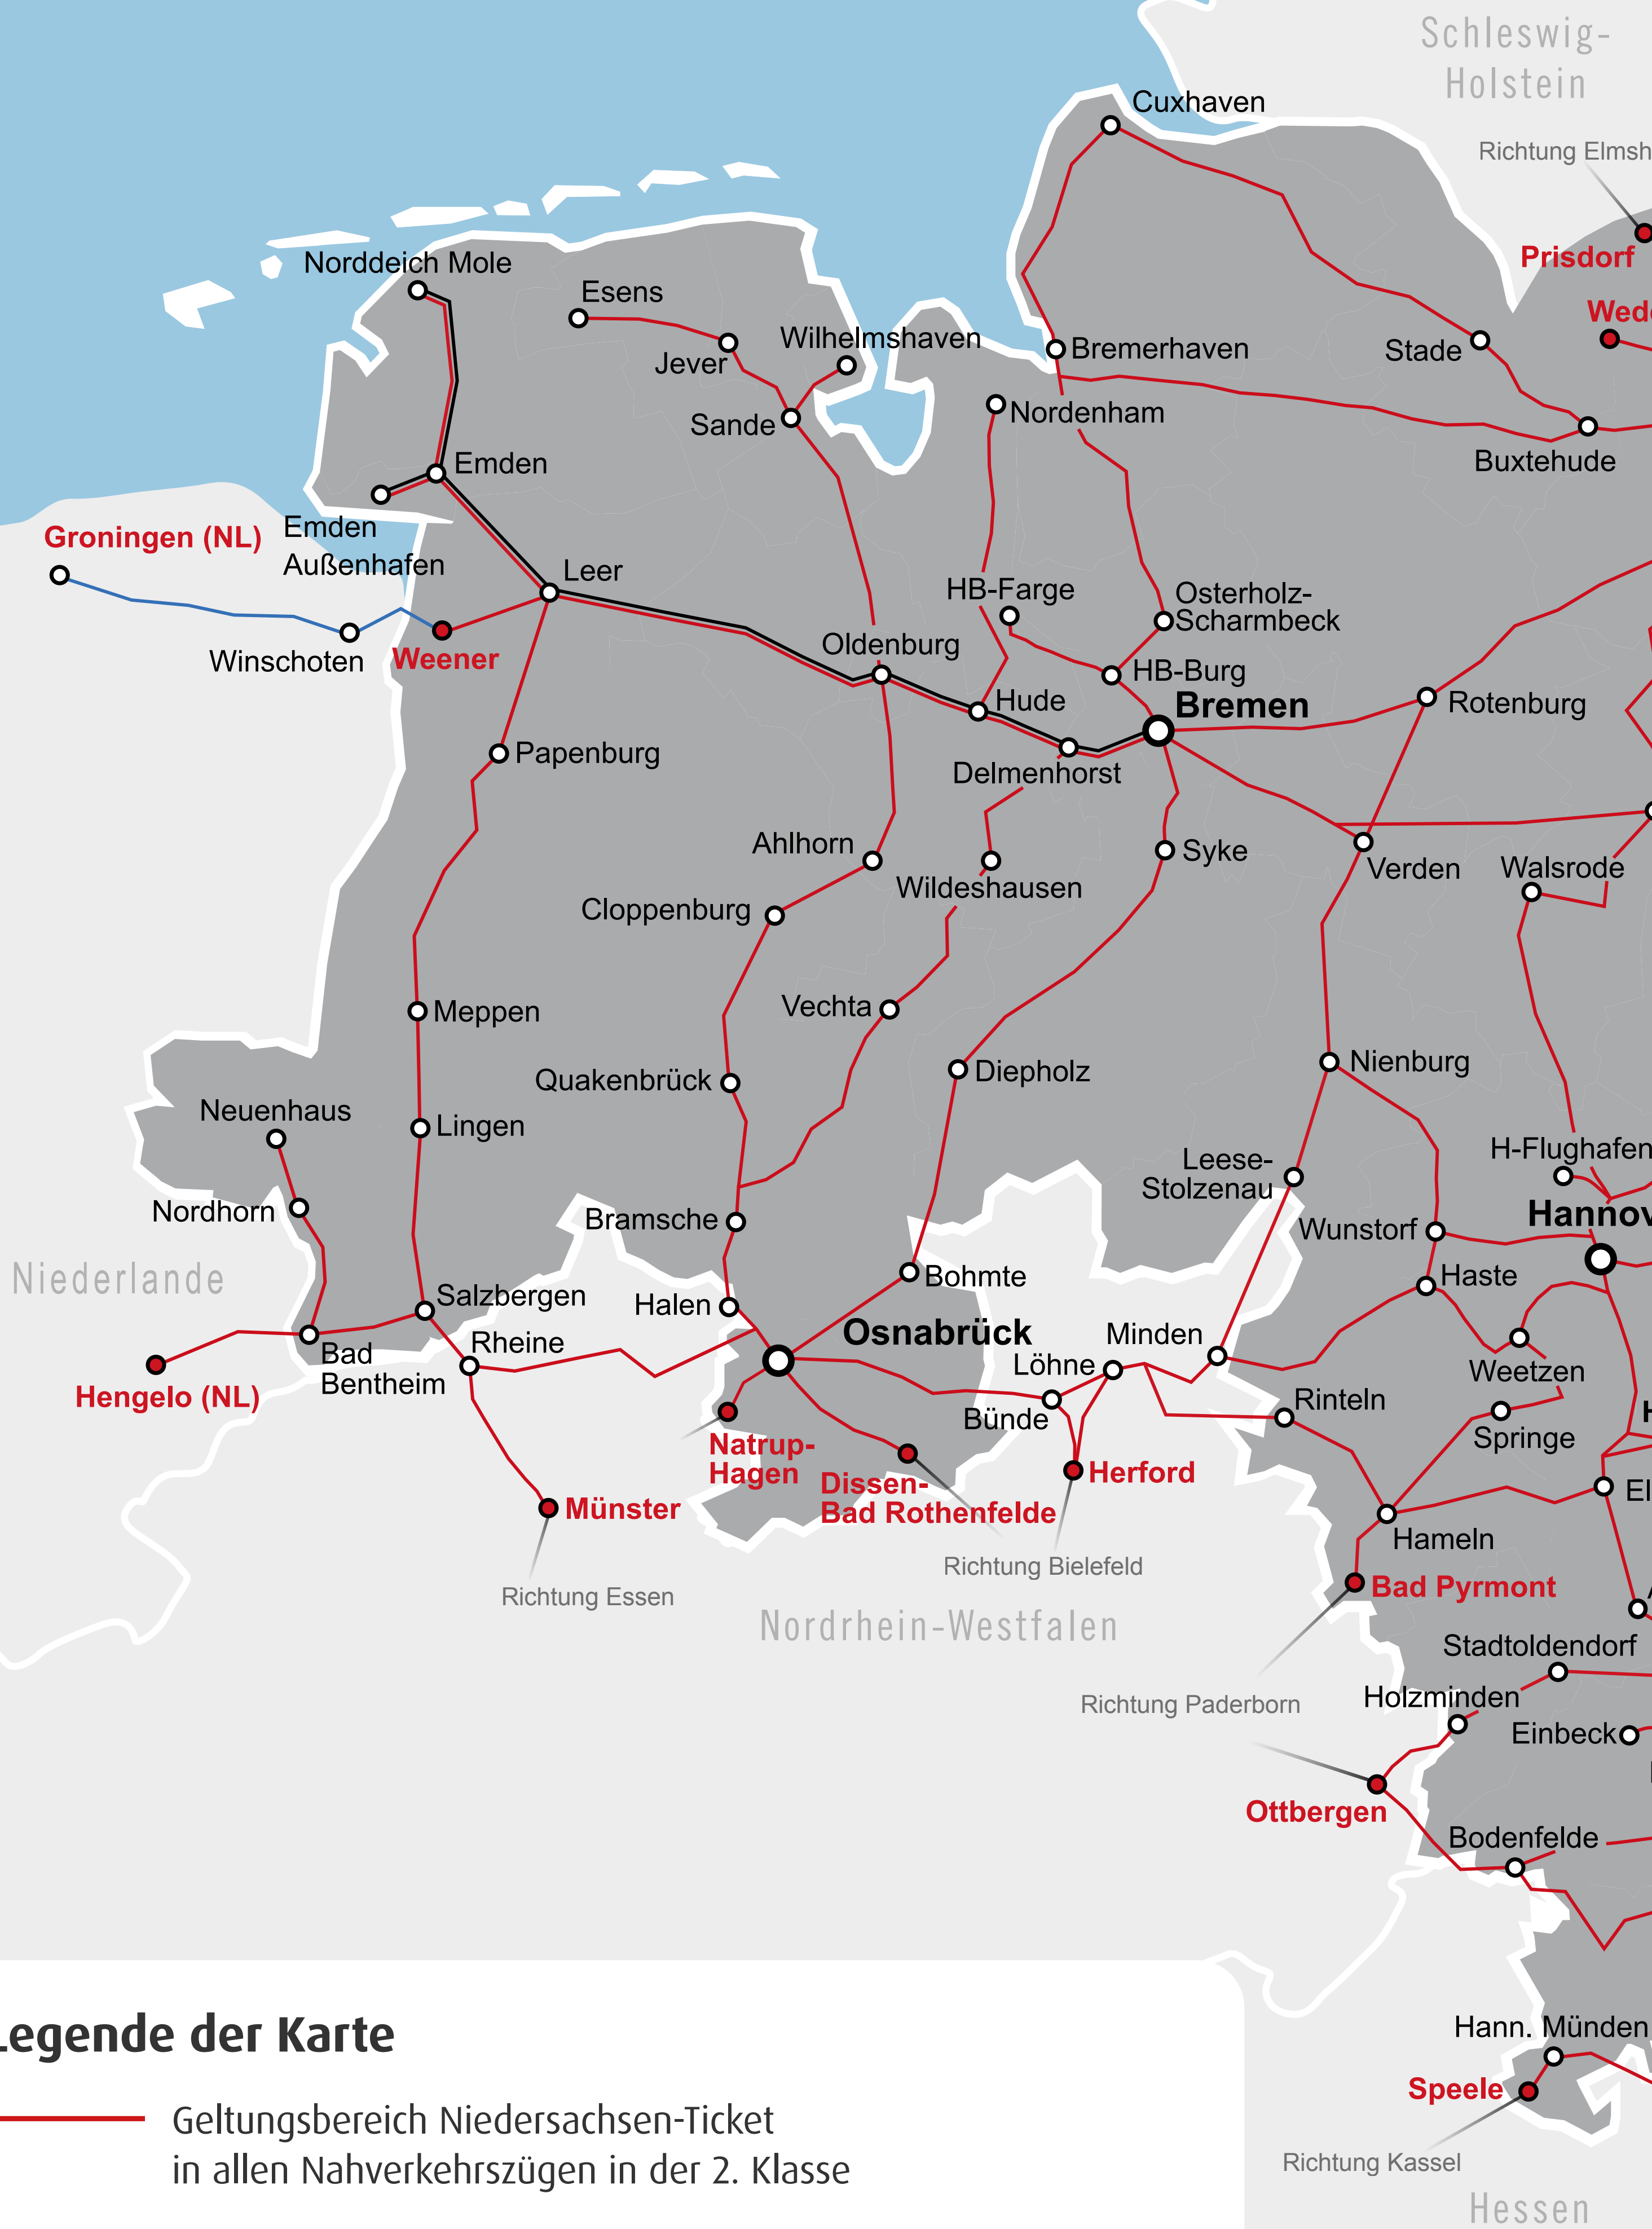 Schleswig-
Holstein
Cuxhaven
Richtung Elmsh
Prisdorf
Norddeich Mole
Esens
Wede
Wilhelmshaven
Bremerhaven
Stade
Jever
Nordenham
Sande
Emden
Buxtehude
Groningen (NL)
Emden
Außenhafen
Leer
HB-Farge
Osterholz-
Scharmbeck
Oldenburg
Winschoten
Weener
HB-Burg
Hude
Bremen
Rotenburg
Papenburg
Delmenhorst
Ahlhorn
Syke
Verden
Walsrode
Wildeshausen
Cloppenburg
Vechta
Meppen
Nienburg
Diepholz
Quakenbrück
Neuenhaus
Lingen
H-Flughafen
Leese-
Stolzenau
Nordhorn
Bramsche
Wunstorf
Hannov
Niederlande
Bohmte
Haste
Salzbergen
Halen
Osnabrück
Minden
Rheine
Bad
Bentheim
Löhne
Weetzen
Hengelo (NL)
Bünde
Rinteln
H
Springe
Natrup-
Hagen
Herford
Dissen-
Bad Rothenfelde
El
Münster
Hameln
Richtung Bielefeld
Bad Pyrmont
Richtung Essen
Nordrhein-Westfalen
Stadtoldendorf
Richtung Paderborn
Holzminden
Einbeck
Ottbergen
Bodenfelde
Legende der Karte
Hann. Münden
Speele
Geltungsbereich Niedersachsen-Ticket
in allen Nahverkehrszügen in der 2. Klasse
Richtung Kassel
Hessen